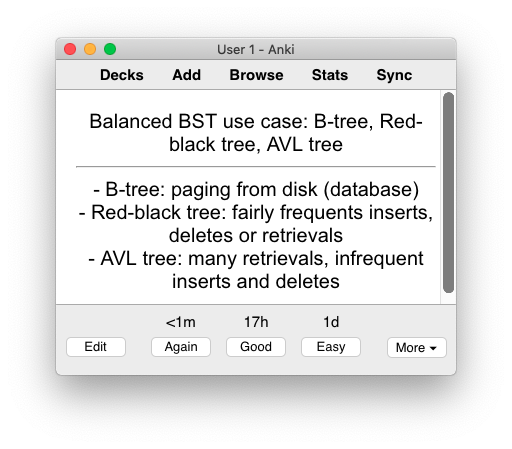 User 1 - Anki
Decks Add Browse Stats Sync
Balanced BST use case: B-tree, Red-
black tree, AVL tree
- B-tree: paging from disk (database)
- Red-black tree: fairly frequents inserts,
deletes or retrievals
- AVL tree: many retrievals, infrequent
inserts and deletes
<1m 17h 1d
Edit Again Good Easy More